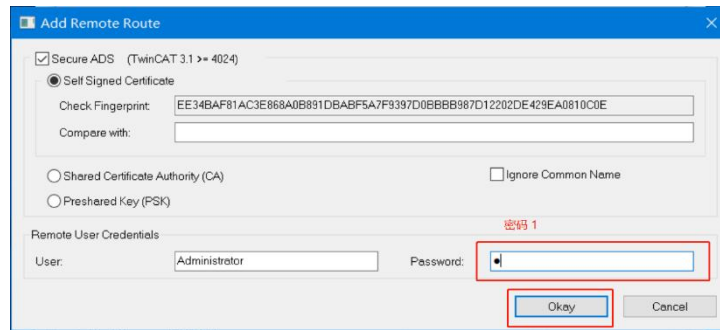 Add Remote Route
Secure ADS (TwinCAT 3.1 >= 4024)
Self Signed Certificate
Check Fingerprint: EE34BAF81AC3E868A0B891DBABF5A7F9397D0BBBB987D12202DE429EA0810C0E
Compare with:
Shared Certificate Authority (CA) Ignore Common Name
Preshared Key (PSK)
密码 1
Remote User Credentials
User: Administrator Password:
Okay Cancel